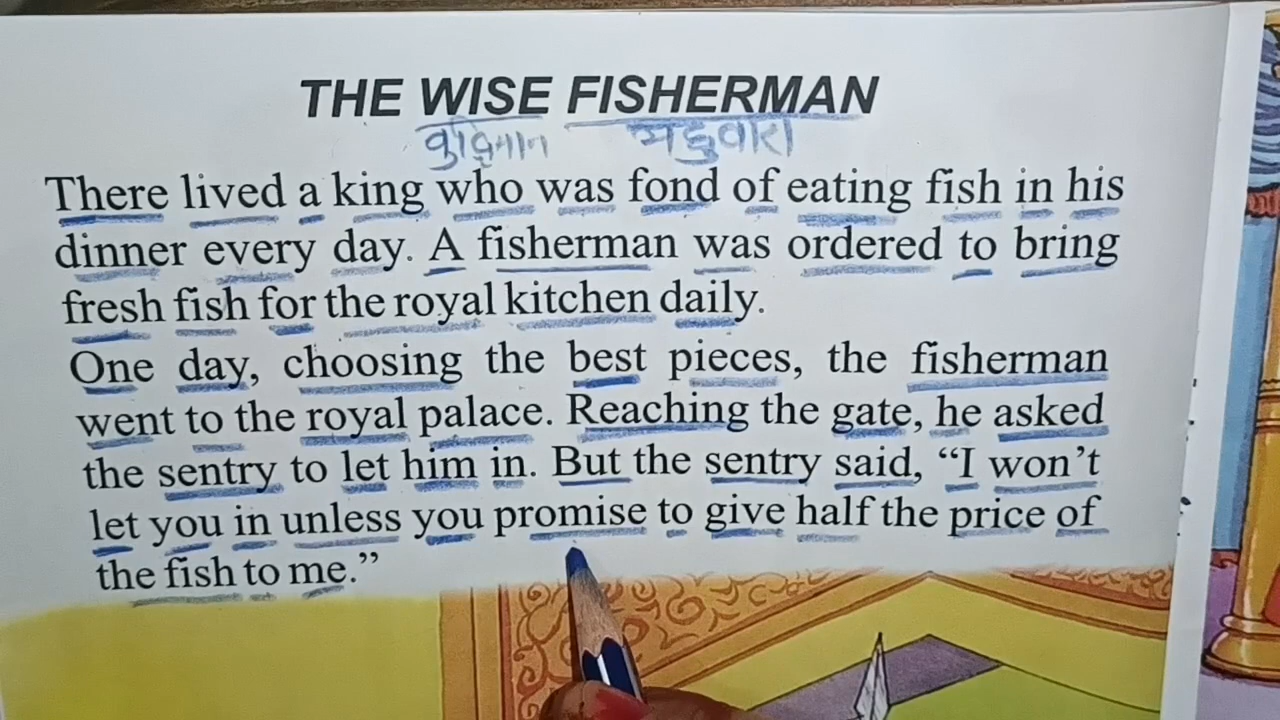 THE WISE FISHERMAN
बुद्धिमान मछुवारा
There lived a king who was fond of eating fish in his
dinner every day. A fisherman was ordered to bring
fresh fish for the royal kitchen daily.
One day, choosing the best pieces, the fisherman
went to the royal palace. Reaching the gate, he asked
the sentry to let him in. But the sentry said, “I won’t
let you in unless you promise to give half the price of
the fish to me.”